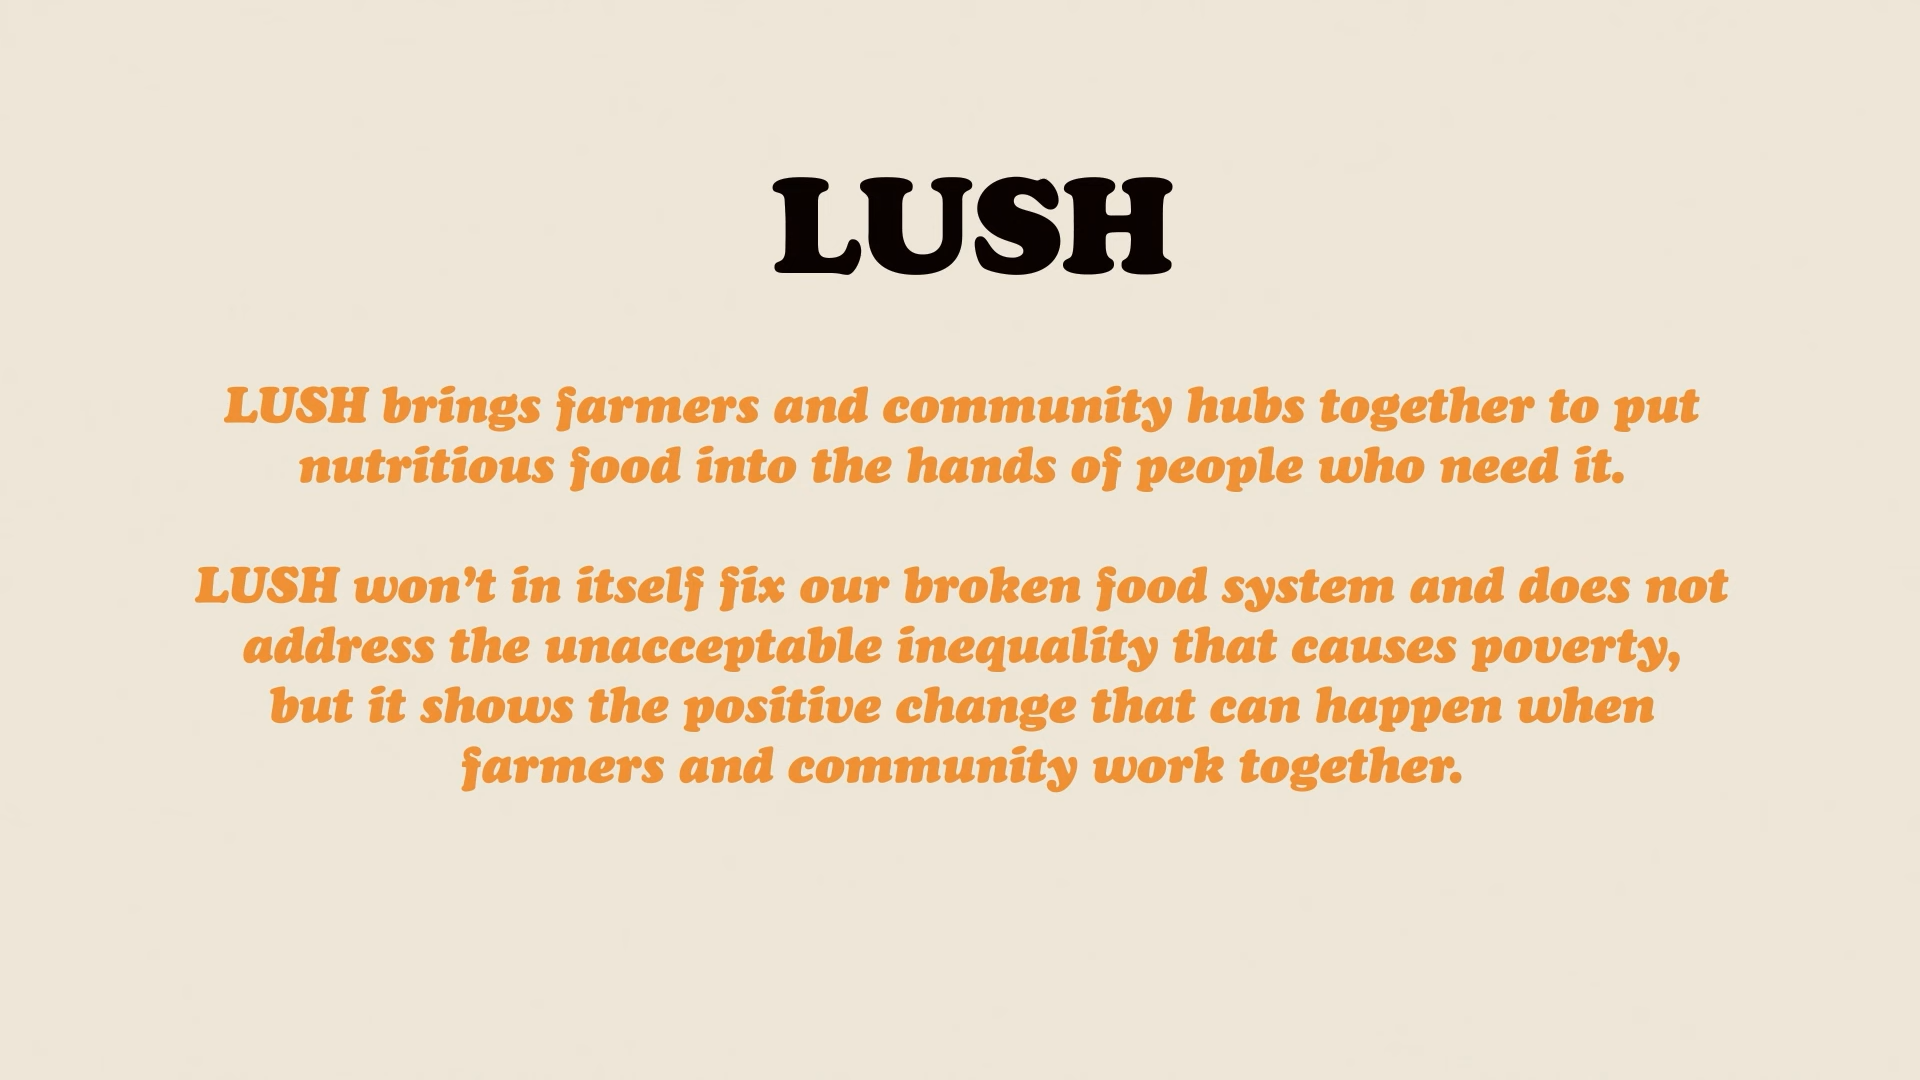 LUSH
LUSH brings farmers and community hubs together to put
nutritious food into the hands of people who need it.
LUSH won’t in itself fix our broken food system and does not
address the unacceptable inequality that causes poverty,
but it shows the positive change that can happen when
farmers and community work together.